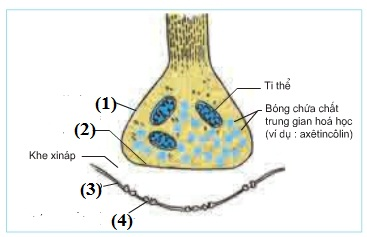 (1)
Ti thể
Bóng chứa chất
trung gian hoá học
(ví dụ : axêtincôlin)
(2)
Khe xináp
(3)
(4)